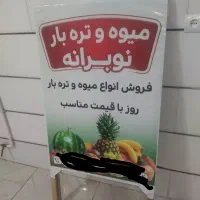 میوه و تره بار
نوبرانه
فروش انواع میوه و تره بار
روز با قیمت مناسب